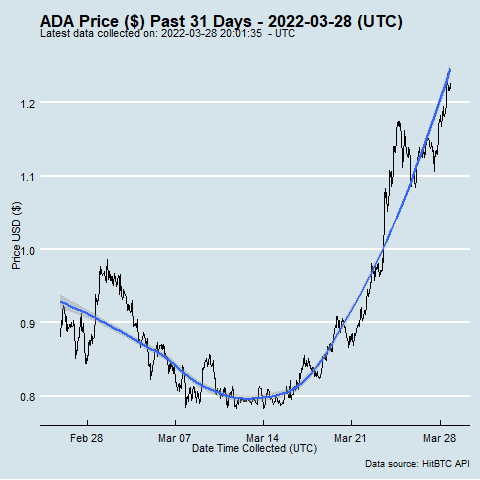 ADA Price ($) Past 31 Days - 2022-03-28 (UTC)
Latest data collected on: 2022-03-28 20:01:35 - UTC
1.2
1.1
1.0
0.9
0.8
Price USD ($)
Feb 28 Mar 07 Mar 14 Mar 21 Mar 28
Date Time Collected (UTC)
Data source: HitBTC API